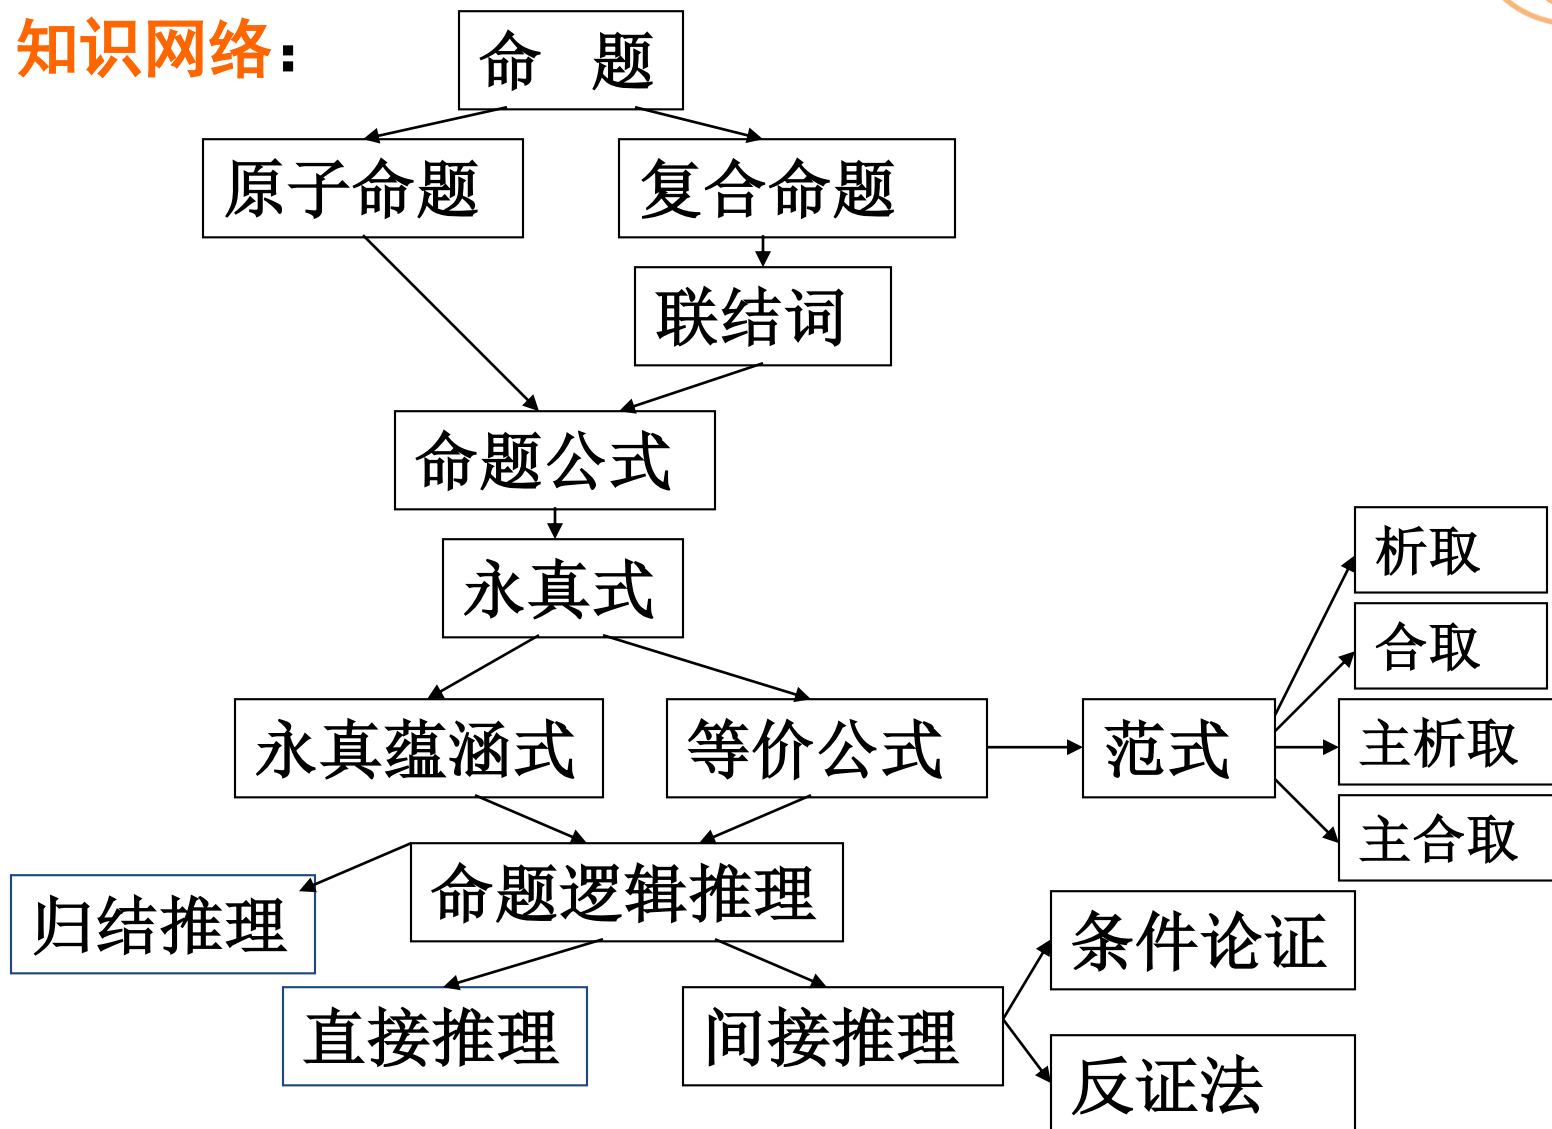 知识网络：
命 题
原子命题
复合命题
联结词
命题公式
永真式
析取
合取
永真蕴涵式
等价公式
范式
主析取
主合取
命题逻辑推理
归结推理
条件论证
直接推理
间接推理
反证法